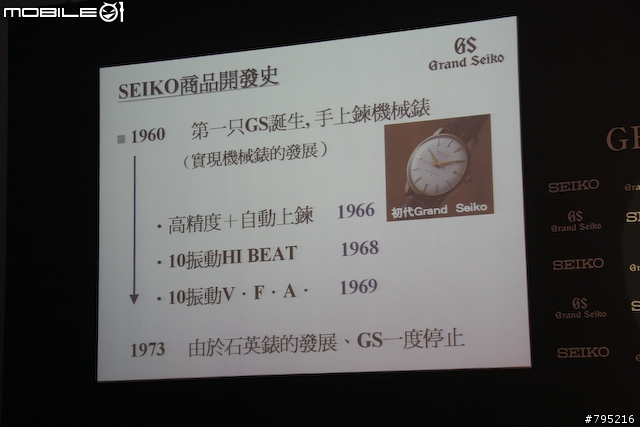 MOBILE01
GS
Grand Seiko
SEIKO商品開發史
1960 第一只GS誕生, 手上鍊機械錶
(實現機械錶的發展)
初代Grand Seiko
・高精度＋自動上鍊 1966
・10振動HI BEAT 1968
・10振動V・F・A・ 1969
1973 由於石英錶的發展、GS一度停止
SEIKO
GS
Grand Seiko
SEIKO
GS
Grand Seiko
SEIKO
#795216